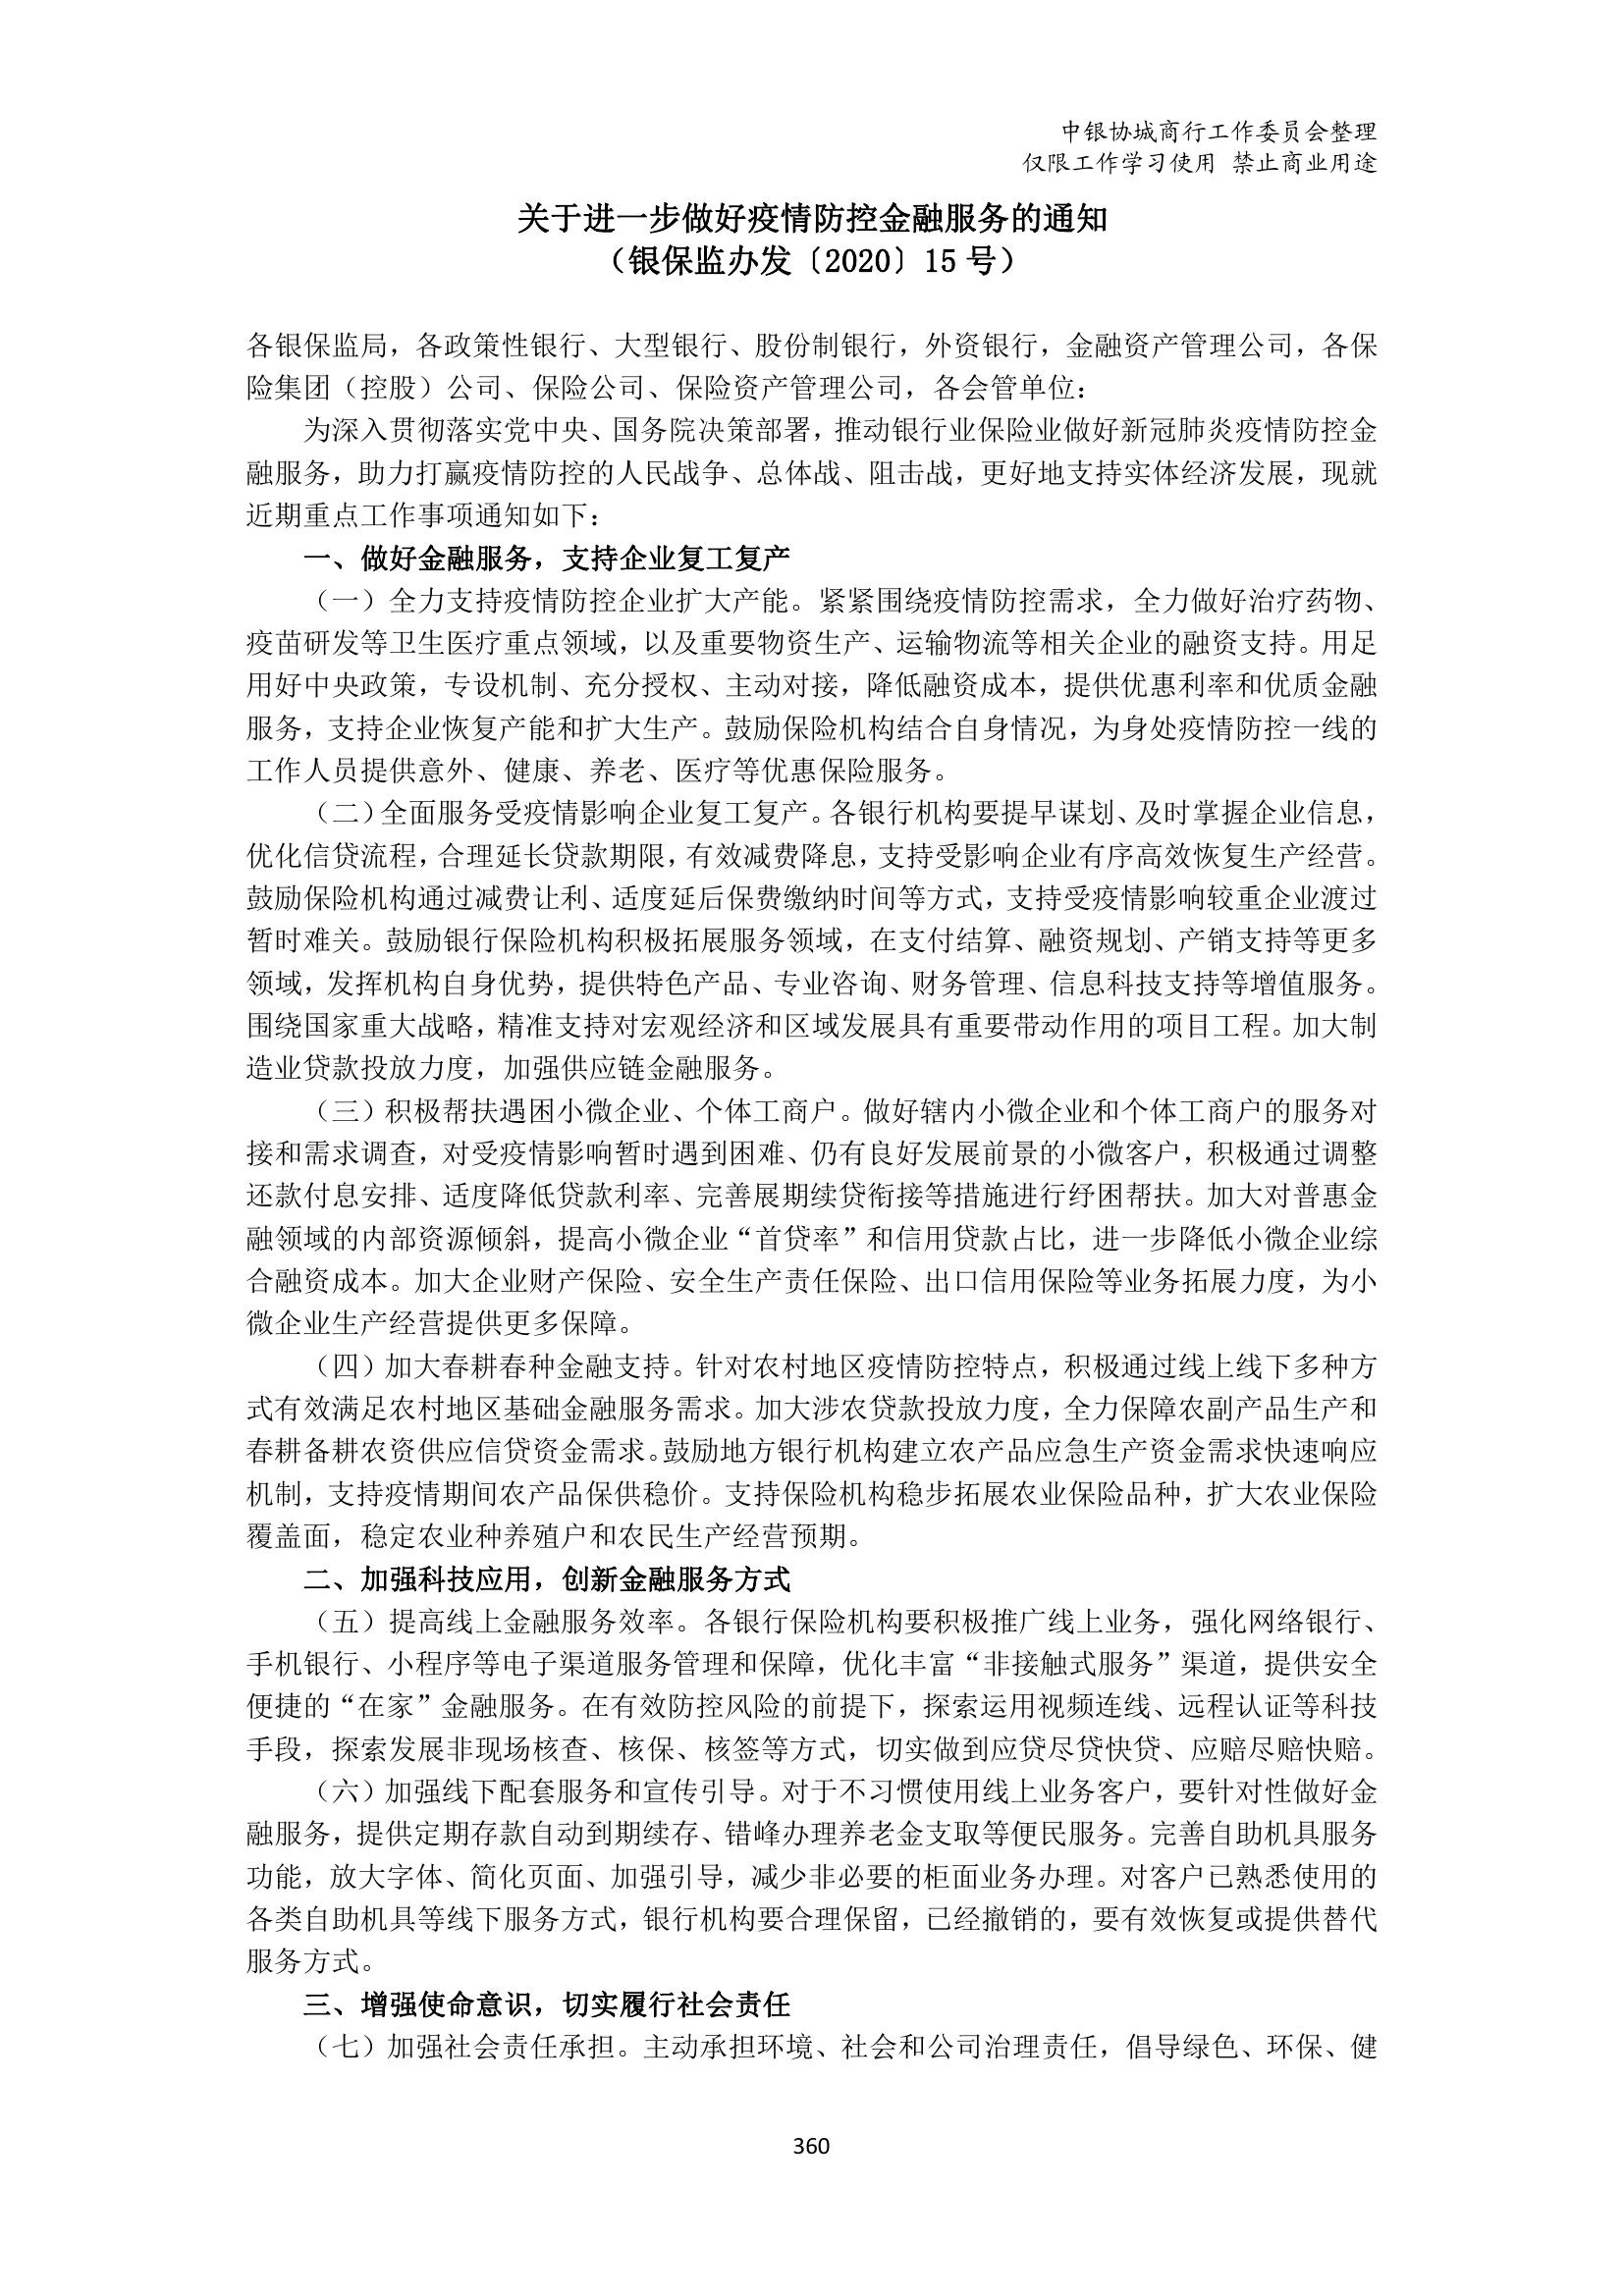 中银协城商行工作委员会整理
仅限工作学习使用 禁止商业用途
关于进一步做好疫情防控金融服务的通知
（银保监办发〔2020〕15 号）
各银保监局，各政策性银行、大型银行、股份制银行，外资银行，金融资产管理公司，各保
险集团（控股）公司、保险公司、保险资产管理公司，各会管单位：
为深入贯彻落实党中央、国务院决策部署，推动银行业保险业做好新冠肺炎疫情防控金
融服务，助力打赢疫情防控的人民战争、总体战、阻击战，更好地支持实体经济发展，现就
近期重点工作事项通知如下：
一、做好金融服务，支持企业复工复产
（一）全力支持疫情防控企业扩大产能。紧紧围绕疫情防控需求，全力做好治疗药物、
疫苗研发等卫生医疗重点领域，以及重要物资生产、运输物流等相关企业的融资支持。用足
用好中央政策，专设机制、充分授权、主动对接，降低融资成本，提供优惠利率和优质金融
服务，支持企业恢复产能和扩大生产。鼓励保险机构结合自身情况，为身处疫情防控一线的
工作人员提供意外、健康、养老、医疗等优惠保险服务。
（二）全面服务受疫情影响企业复工复产。各银行机构要提早谋划、及时掌握企业信息，
优化信贷流程，合理延长贷款期限，有效减费降息，支持受影响企业有序高效恢复生产经营。
鼓励保险机构通过减费让利、适度延后保费缴纳时间等方式，支持受疫情影响较重企业渡过
暂时难关。鼓励银行保险机构积极拓展服务领域，在支付结算、融资规划、产销支持等更多
领域，发挥机构自身优势，提供特色产品、专业咨询、财务管理、信息科技支持等增值服务。
围绕国家重大战略，精准支持对宏观经济和区域发展具有重要带动作用的项目工程。加大制
造业贷款投放力度，加强供应链金融服务。
（三）积极帮扶遇困小微企业、个体工商户。做好辖内小微企业和个体工商户的服务对
接和需求调查，对受疫情影响暂时遇到困难、仍有良好发展前景的小微客户，积极通过调整
还款付息安排、适度降低贷款利率、完善展期续贷衔接等措施进行纾困帮扶。加大对普惠金
融领域的内部资源倾斜，提高小微企业“首贷率”和信用贷款占比，进一步降低小微企业综
合融资成本。加大企业财产保险、安全生产责任保险、出口信用保险等业务拓展力度，为小
微企业生产经营提供更多保障。
（四）加大春耕春种金融支持。针对农村地区疫情防控特点，积极通过线上线下多种方
式有效满足农村地区基础金融服务需求。加大涉农贷款投放力度，全力保障农副产品生产和
春耕备耕农资供应信贷资金需求。鼓励地方银行机构建立农产品应急生产资金需求快速响应
机制，支持疫情期间农产品保供稳价。支持保险机构稳步拓展农业保险品种，扩大农业保险
覆盖面，稳定农业种养殖户和农民生产经营预期。
二、加强科技应用，创新金融服务方式
（五）提高线上金融服务效率。各银行保险机构要积极推广线上业务，强化网络银行、
手机银行、小程序等电子渠道服务管理和保障，优化丰富“非接触式服务”渠道，提供安全
便捷的“在家”金融服务。在有效防控风险的前提下，探索运用视频连线、远程认证等科技
手段，探索发展非现场核查、核保、核签等方式，切实做到应贷尽贷快贷、应赔尽赔快赔。
（六）加强线下配套服务和宣传引导。对于不习惯使用线上业务客户，要针对性做好金
融服务，提供定期存款自动到期续存、错峰办理养老金支取等便民服务。完善自助机具服务
功能，放大字体、简化页面、加强引导，减少非必要的柜面业务办理。对客户已熟悉使用的
各类自助机具等线下服务方式，银行机构要合理保留，已经撤销的，要有效恢复或提供替代
服务方式。
三、增强使命意识，切实履行社会责任
（七）加强社会责任承担。主动承担环境、社会和公司治理责任，倡导绿色、环保、健
360